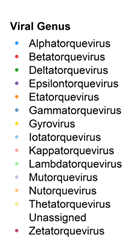 Viral Genus
Alphatorquevirus
Betatorquevirus
Deltatorquevirus
Epsilontorquevirus
Etatorquevirus
Gammatorquevirus
Gyrovirus
Iotatorquevirus
Kappatorquevirus
Lambdatorquevirus
Mutorquevirus
Nutorquevirus
Thetatorquevirus
Unassigned
Zetatorquevirus